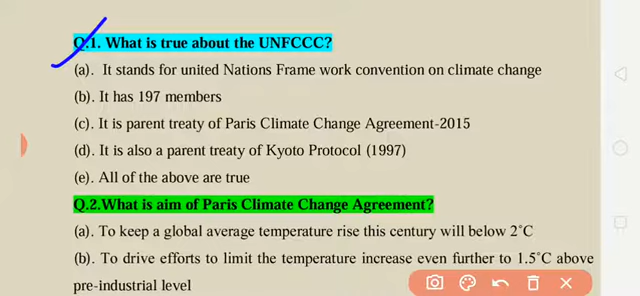 Q.1. What is true about the UNFCCC?
(a). It stands for united Nations Frame work convention on climate change
(b). It has 197 members
(c). It is parent treaty of Paris Climate Change Agreement-2015
(d). It is also a parent treaty of Kyoto Protocol (1997)
(e). All of the above are true
Q.2.What is aim of Paris Climate Change Agreement?
(a). To keep a global average temperature rise this century will below 2˚C
(b). To drive efforts to limit the temperature increase even further to 1.5˚C above
pre-industrial level